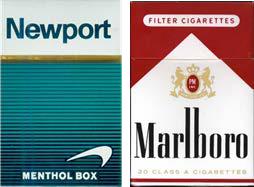 Newport
MENTHOL BOX
FILTER CIGARETTES
PM
Marlboro
20 CLASS A CIGARETTES